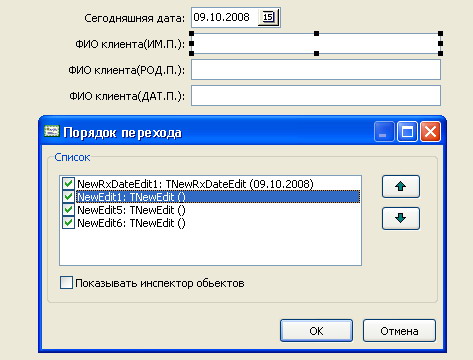 Сегодняшняя дата: 09.10.2008 15
ФИО клиента(ИМ.П.):
ФИО клиента(РОД.П.):
ФИО клиента(ДАТ.П.):
Порядок перехода
Список
NewRxDateEdit1: TNewRxDateEdit (09.10.2008)
NewEdit1: TNewEdit ()
NewEdit5: TNewEdit ()
NewEdit6: TNewEdit ()
Показывать инспектор обьектов
OK Отмена